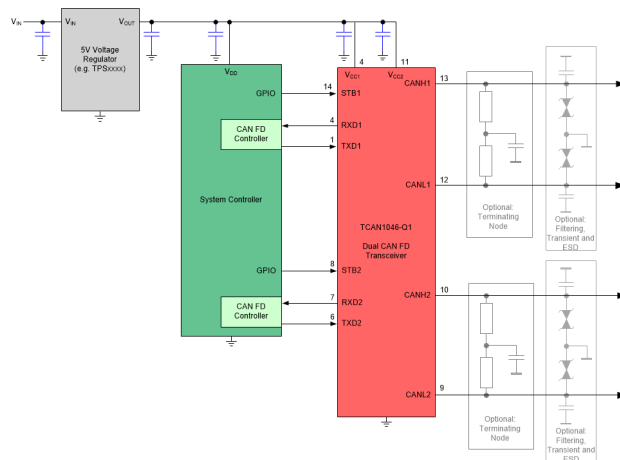 VIN
VIN
VOUT
5V Voltage
Regulator
(e.g. TPSxxxx)
VDD
4
11
VCC1
VCC2
GPIO
14
STB1
CANH1
13
CAN FD
Controller
4
RXD1
1
TXD1
Optional:
Terminating
Node
Optional:
Filtering,
Transient and
ESD
System Controller
CANL1
12
TCAN1046-Q1
Dual CAN FD
Transceiver
GPIO
8
STB2
CANH2
10
CAN FD
Controller
7
RXD2
6
TXD2
CANL2
9
Optional:
Terminating
Node
Optional:
Filtering,
Transient and
ESD